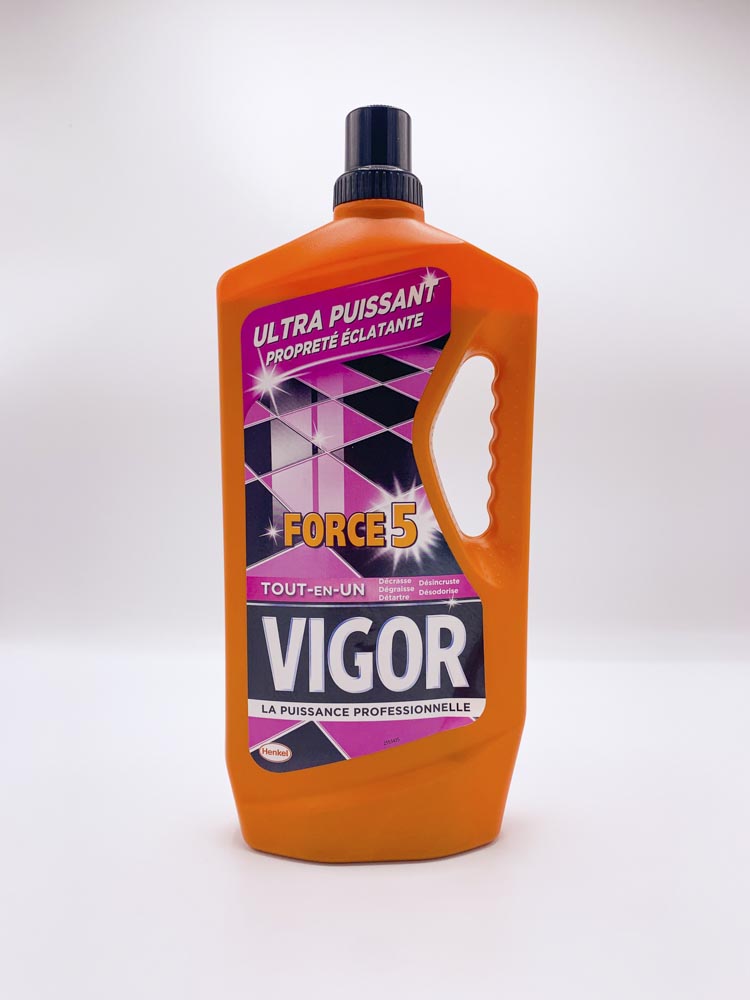 ULTRA PUISSANT
PROPRETÉ ÉCLATANTE
FORCE 5
TOUT-EN-UN
Décrasse
Dégraisse
Détartre
Désincruste
Désodorise
VIGOR
LA PUISSANCE PROFESSIONNELLE
Henkel